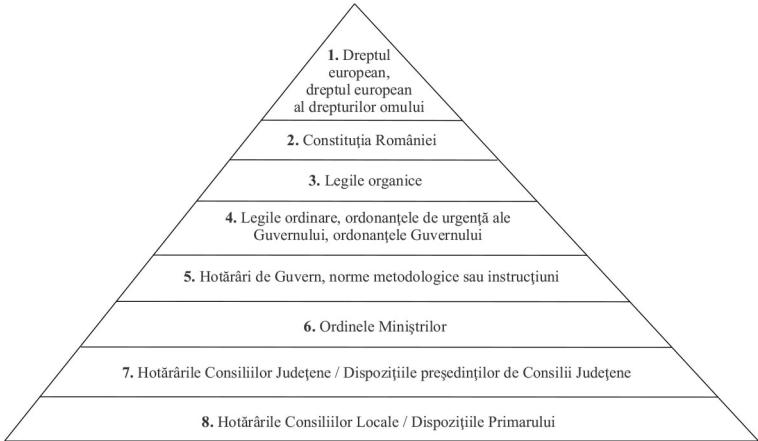 1. Dreptul
european,
dreptul european
al drepturilor omului
2. Constituția României
3. Legile organice
4. Legile ordinare, ordonanțele de urgență ale
Guvernului, ordonanțele Guvernului
5. Hotărâri de Guvern, norme metodologice sau instrucțiuni
6. Ordinele Miniștrilor
7. Hotărârile Consiliilor Județene / Dispozițiile președinților de Consilii Județene
8. Hotărârile Consiliilor Locale / Dispozițiile Primarului